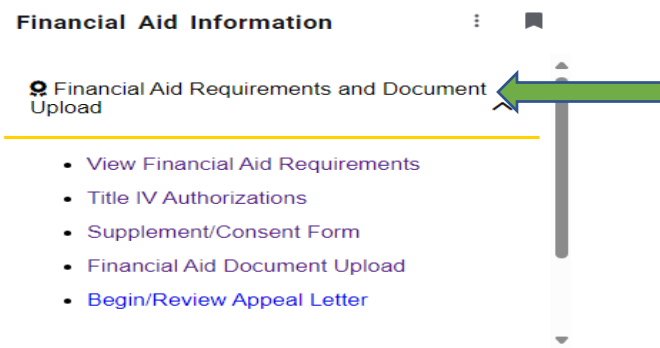 Financial Aid Information
Financial Aid Requirements and Document
Upload
View Financial Aid Requirements
Title IV Authorizations
Supplement/Consent Form
Financial Aid Document Upload
Begin/Review Appeal Letter